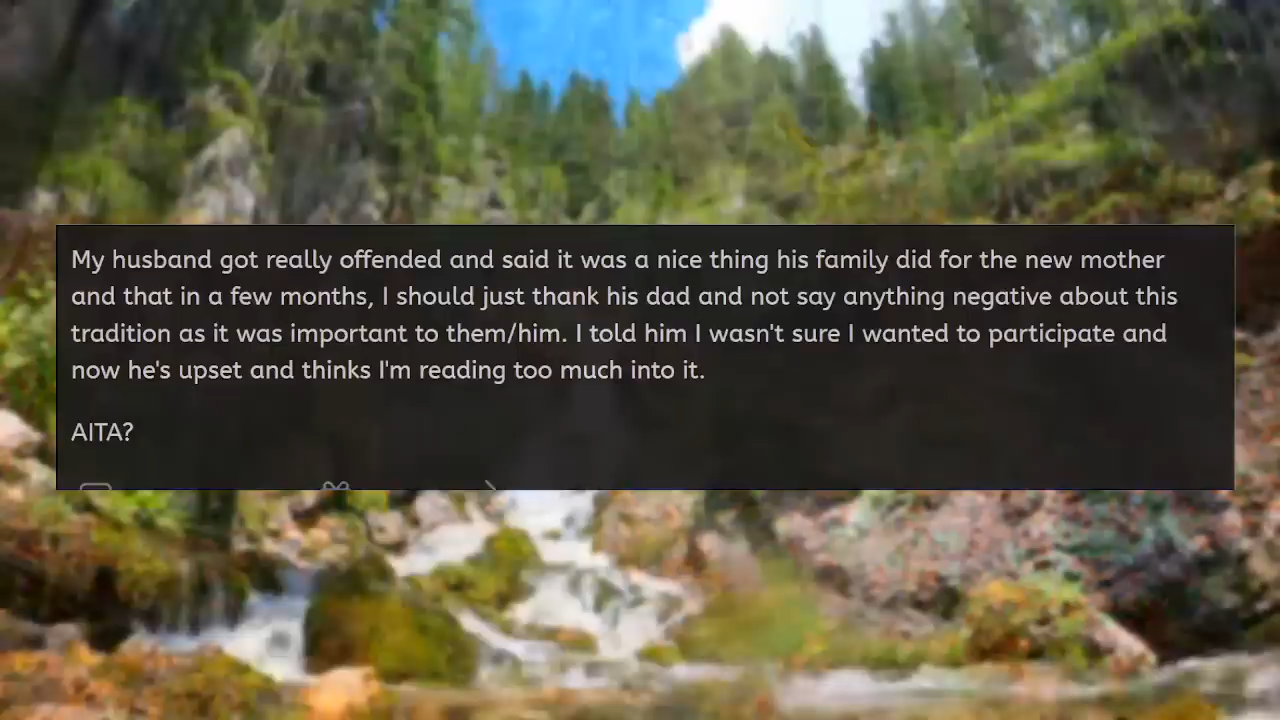 My husband got really offended and said it was a nice thing his family did for the new mother
and that in a few months, I should just thank his dad and not say anything negative about this
tradition as it was important to them/him. I told him I wasn't sure I wanted to participate and
now he's upset and thinks I'm reading too much into it.
AITA?